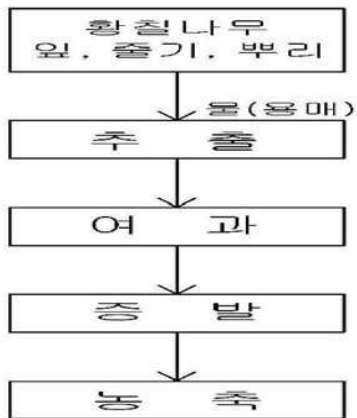 황칠나무
잎, 줄기, 뿌리
물(용매)
추 출
여 과
증 발
농 축